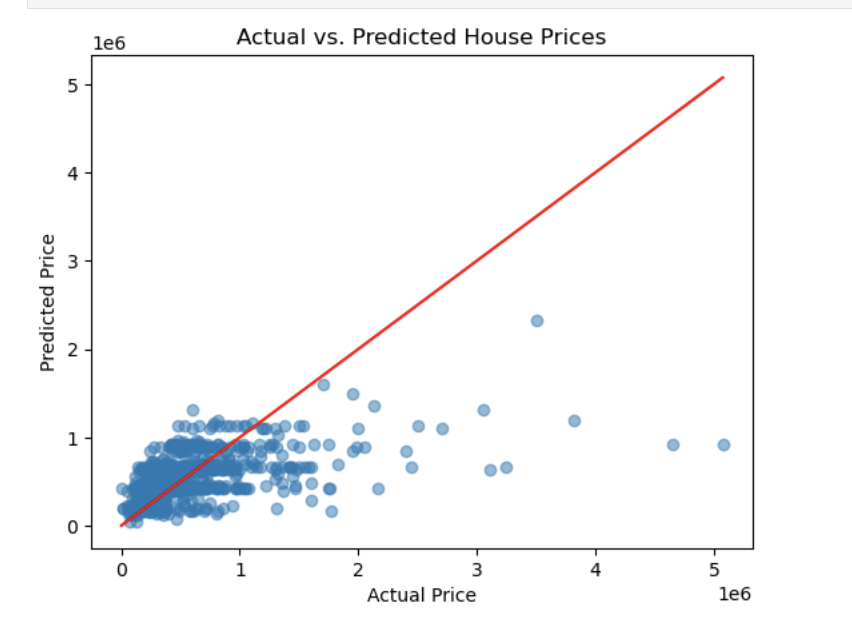 Actual vs. Predicted House Prices
1e6
5
4
3
2
1
0
Predicted Price
0 1 2 3 4 5
1e6
Actual Price